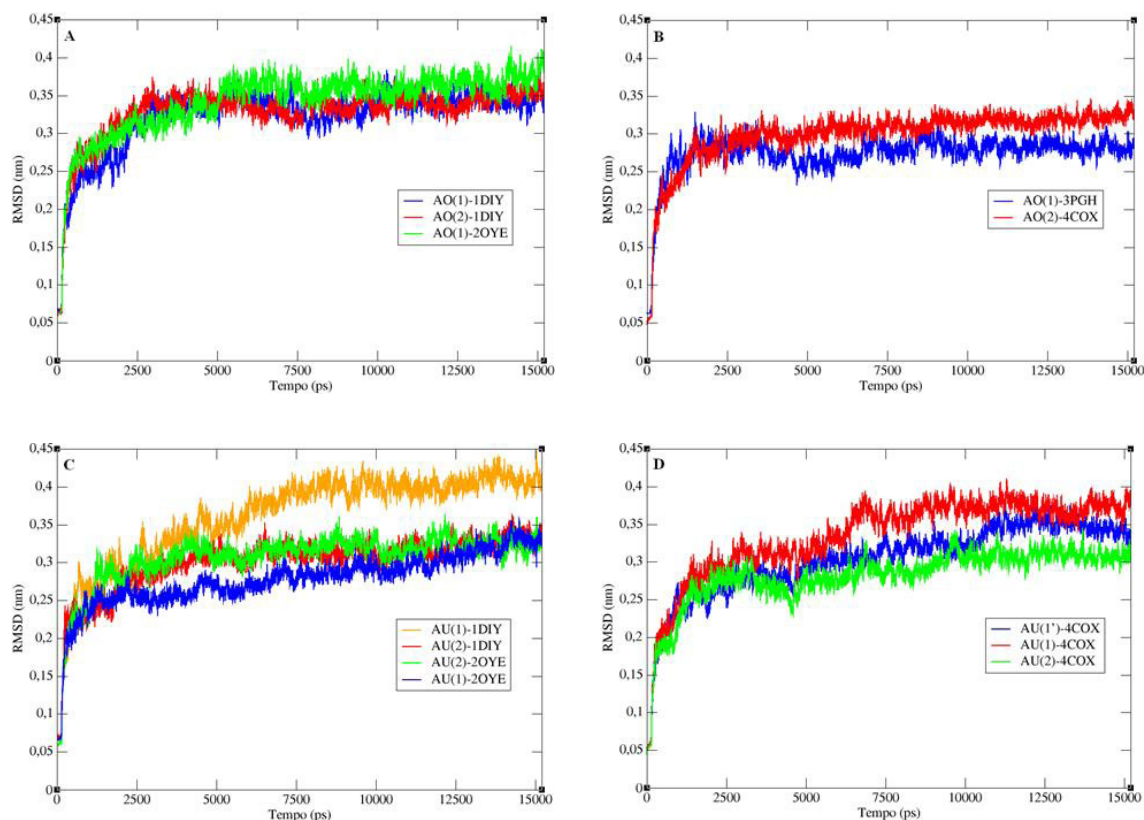 A
0,45
0,4
0,35
0,3
0,25
0,2
0,15
0,1
0,05
0
RMSD (nm)
AO(1)-1DIY
AO(2)-1DIY
AO(1)-2OYE
0 2500 5000 7500 10000 12500 15000
Tempo (ps)
B
0,45
0,4
0,35
0,3
0,25
0,2
0,15
0,1
0,05
0
RMSD (nm)
AO(1)-3PGH
AO(2)-4COX
0 2500 5000 7500 10000 12500 15000
Tempo (ps)
C
0,45
0,4
0,35
0,3
0,25
0,2
0,15
0,1
0,05
0
RMSD (nm)
AU(1)-1DIY
AU(2)-1DIY
AU(2)-2OYE
AU(1)-2OYE
0 2500 5000 7500 10000 12500 15000
Tempo (ps)
D
0,45
0,4
0,35
0,3
0,25
0,2
0,15
0,1
0,05
0
RMSD (nm)
AU(1')-4COX
AU(1)-4COX
AU(2)-4COX
0 2500 5000 7500 10000 12500 15000
Tempo (ps)